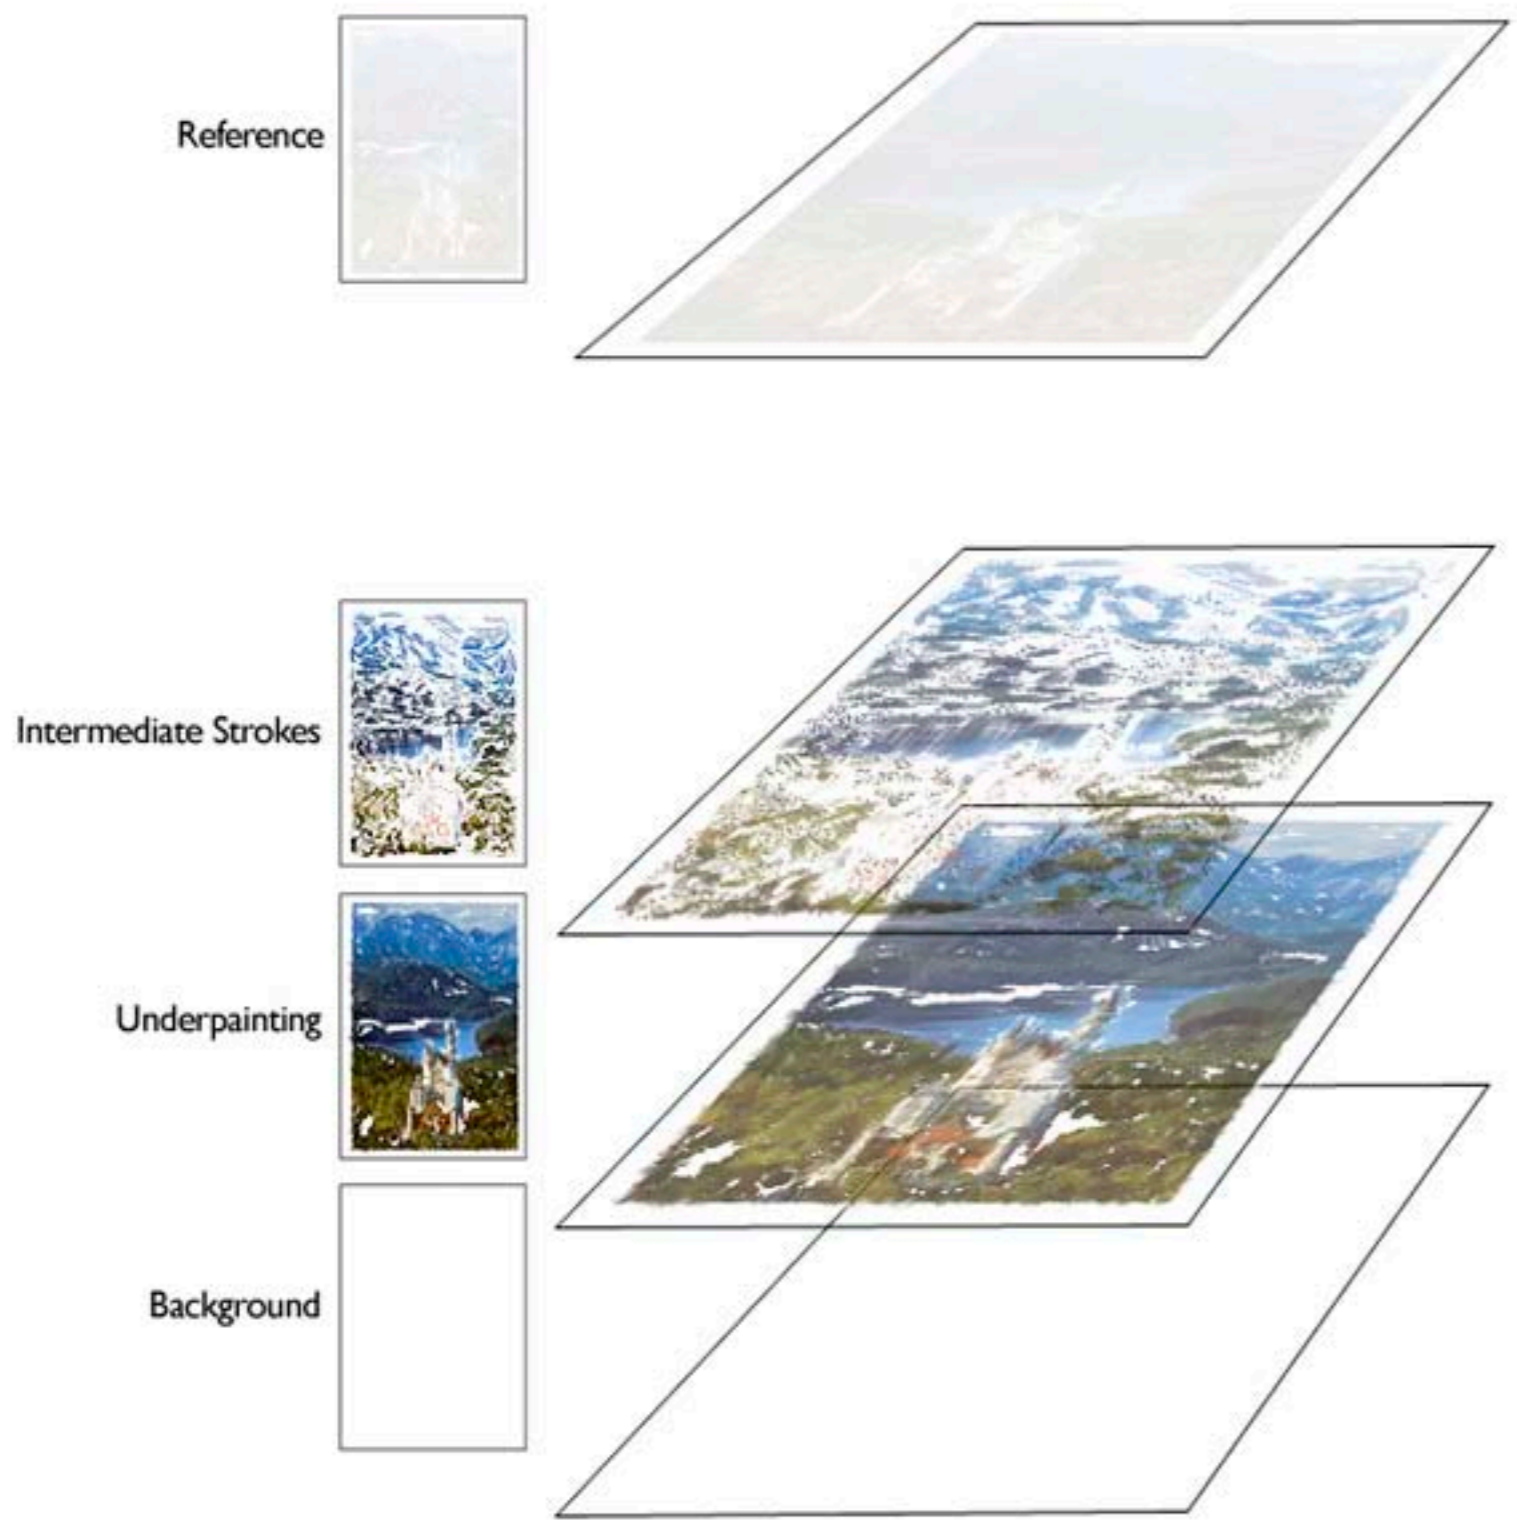 Reference
Intermediate Strokes
Underpainting
Background